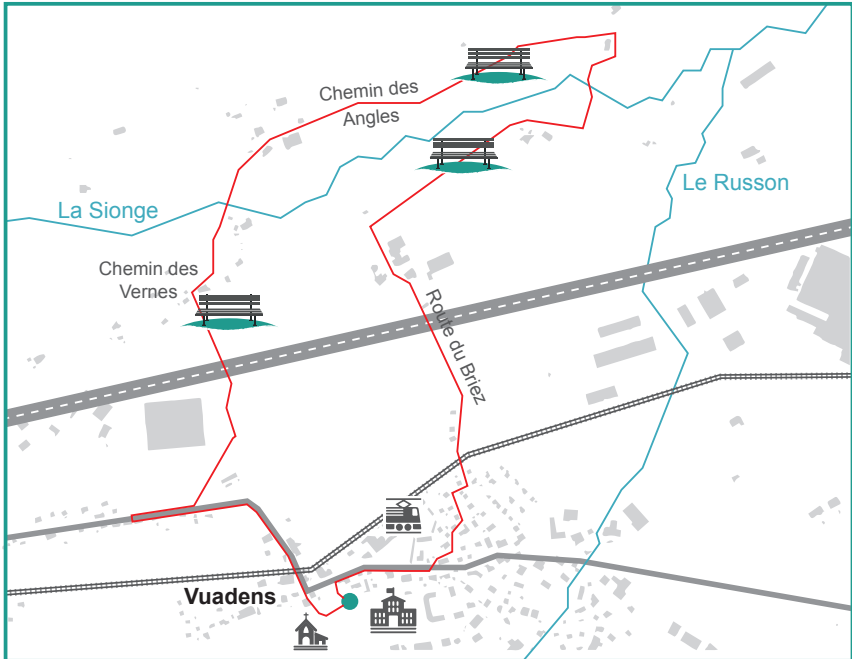 Chemin des
Angles
Le Russon
La Sionge
Chemin des
Vernes
Route du Briez
Vuadens